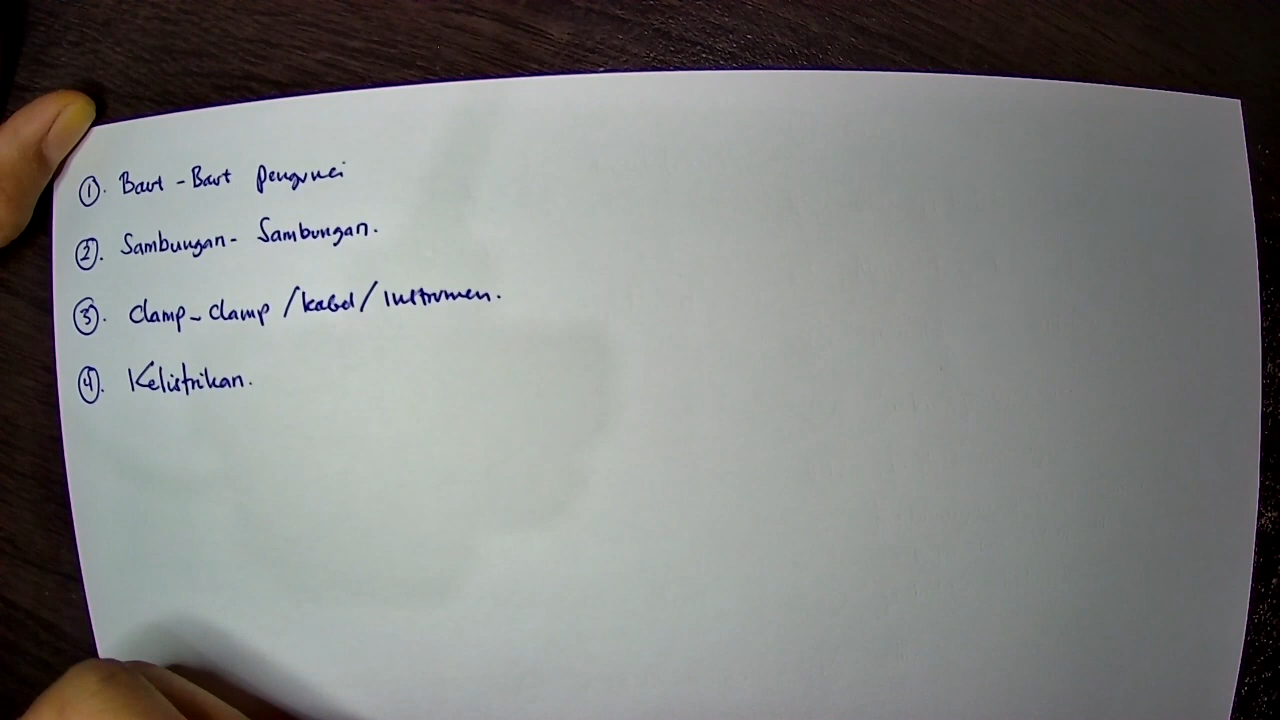 ①. Baut - Baut pengunci
②. Sambungan - Sambungan.
③. Clamp - Clamp / kabel / Instrumen.
④. Kelistrikan.